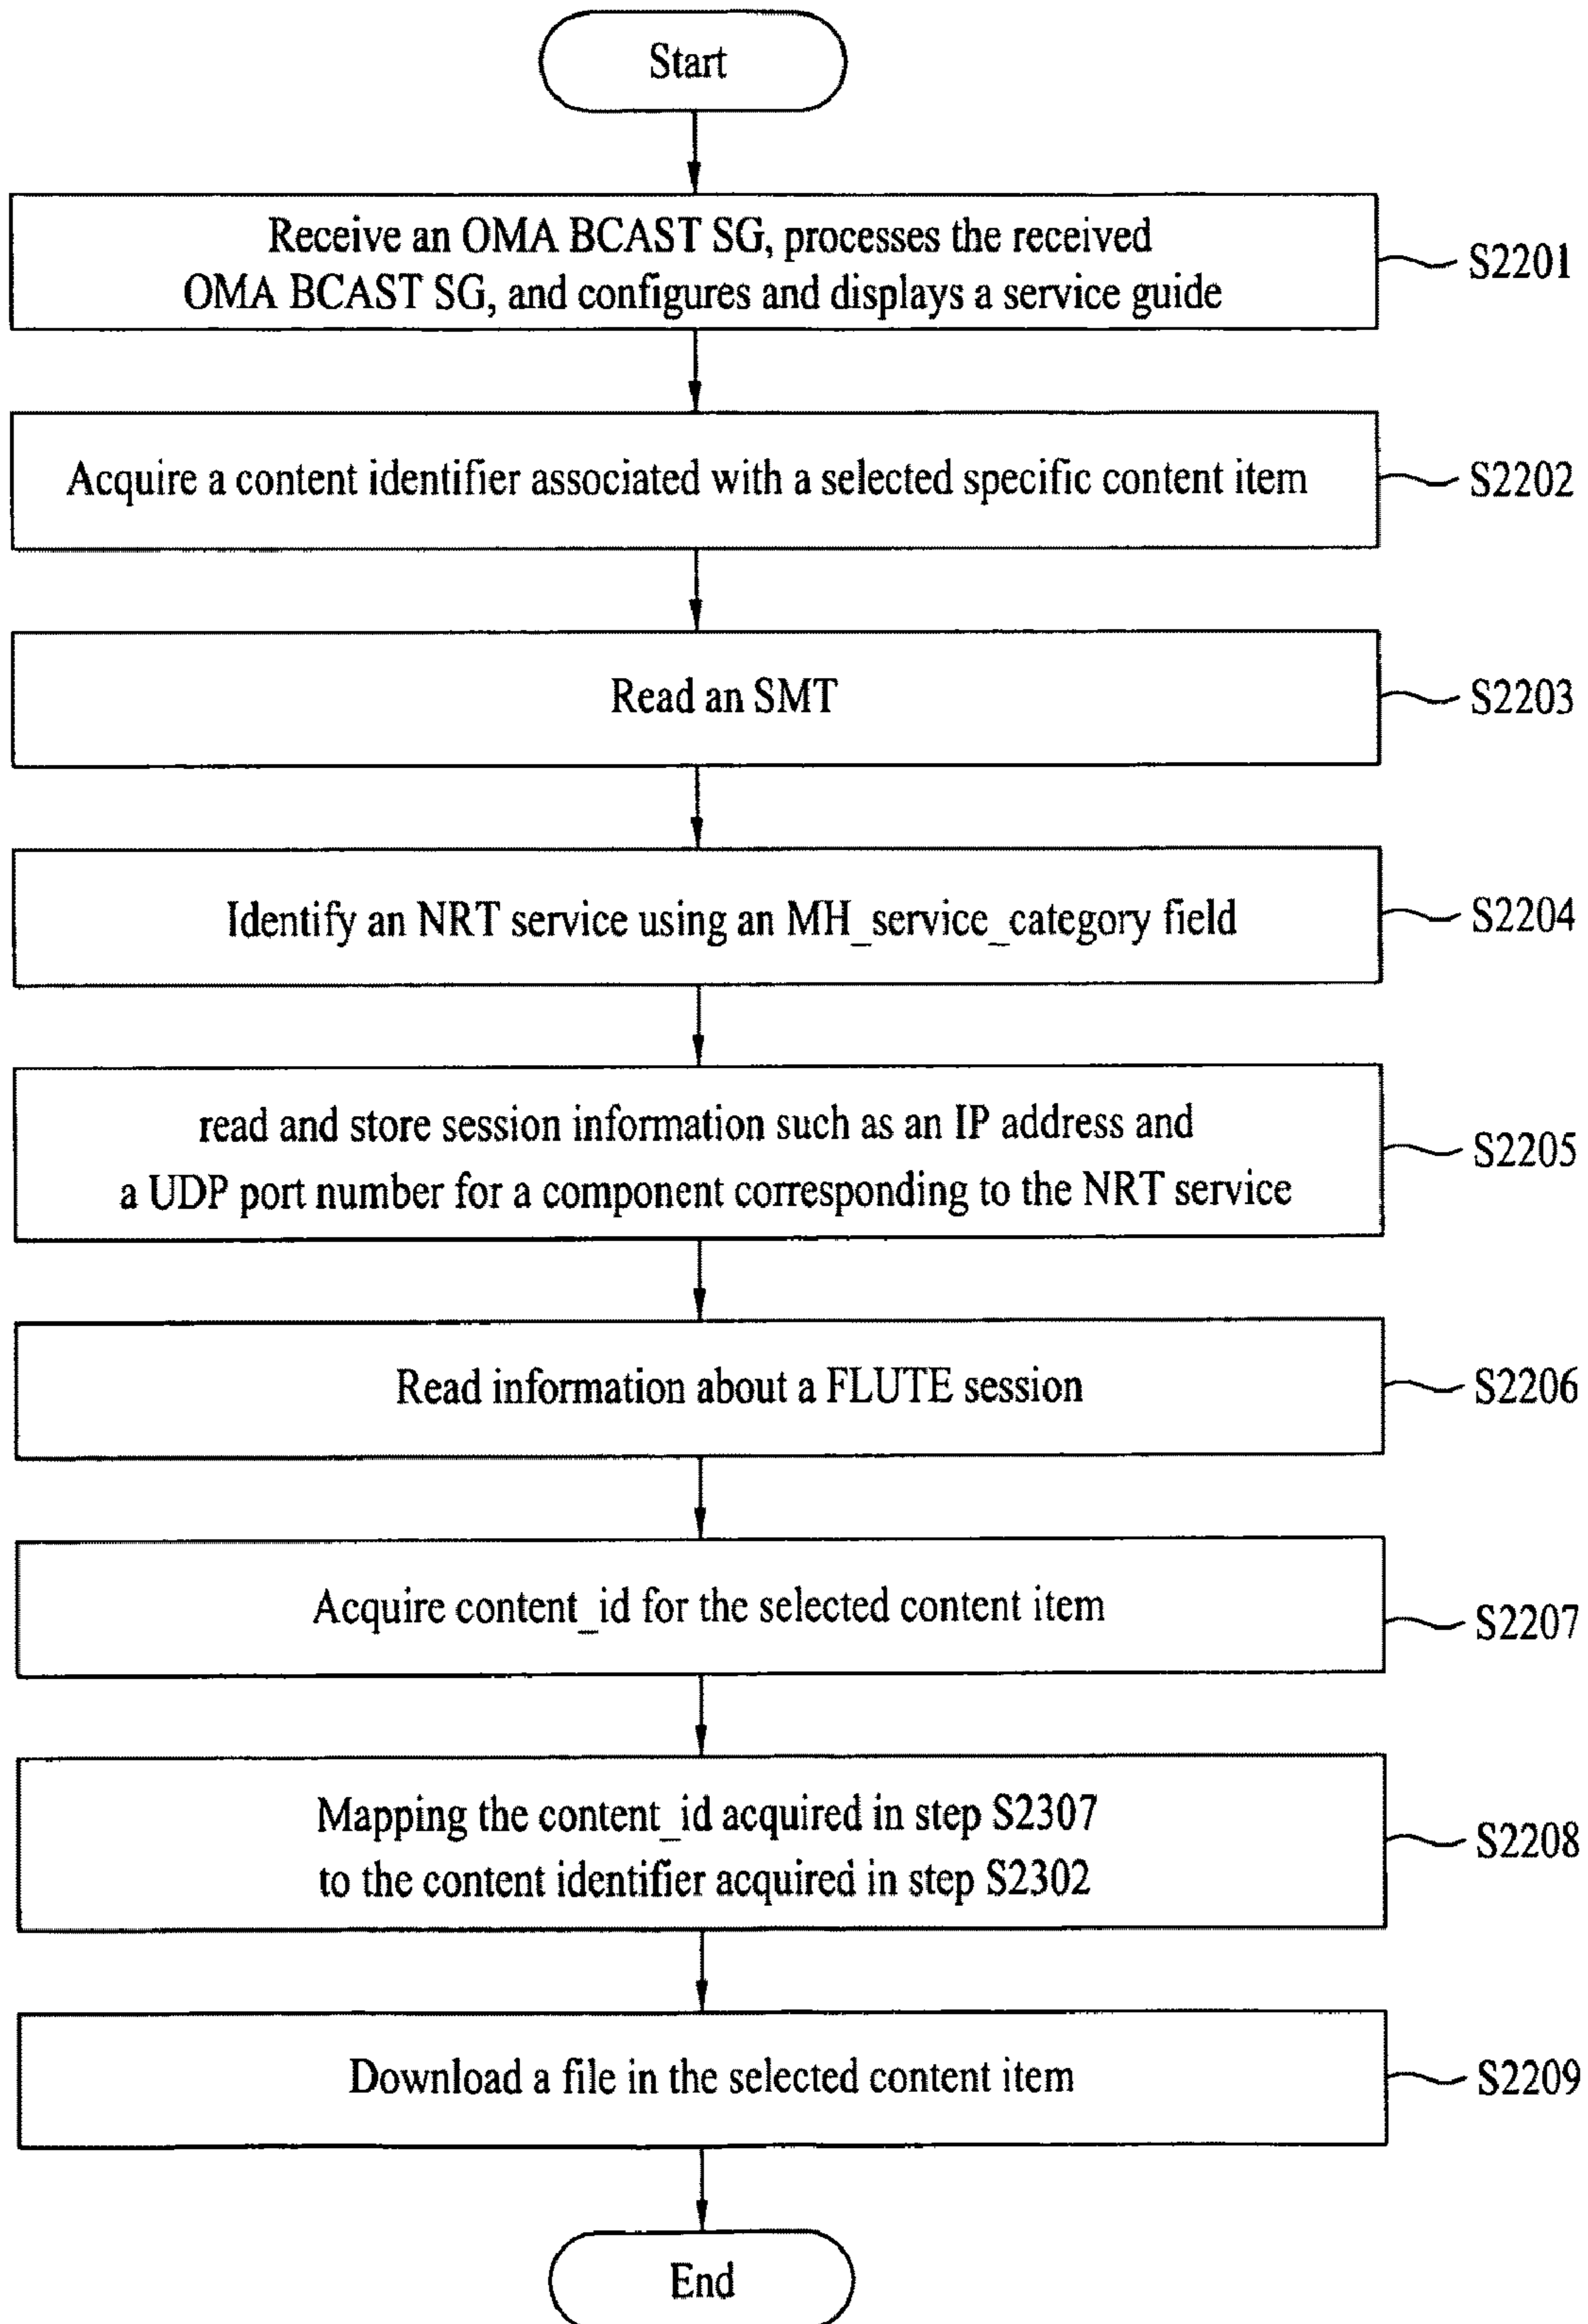 Start
Receive an OMA BCAST SG, processes the received
OMA BCAST SG, and configures and displays a service guide
S2201
Acquire a content identifier associated with a selected specific content item
S2202
Read an SMT
S2203
Identify an NRT service using an MH_service_category field
S2204
read and store session information such as an IP address and
a UDP port number for a component corresponding to the NRT service
S2205
Read information about a FLUTE session
S2206
Acquire content_id for the selected content item
S2207
Mapping the content_id acquired in step S2307
to the content identifier acquired in step S2302
S2208
Download a file in the selected content item
S2209
End